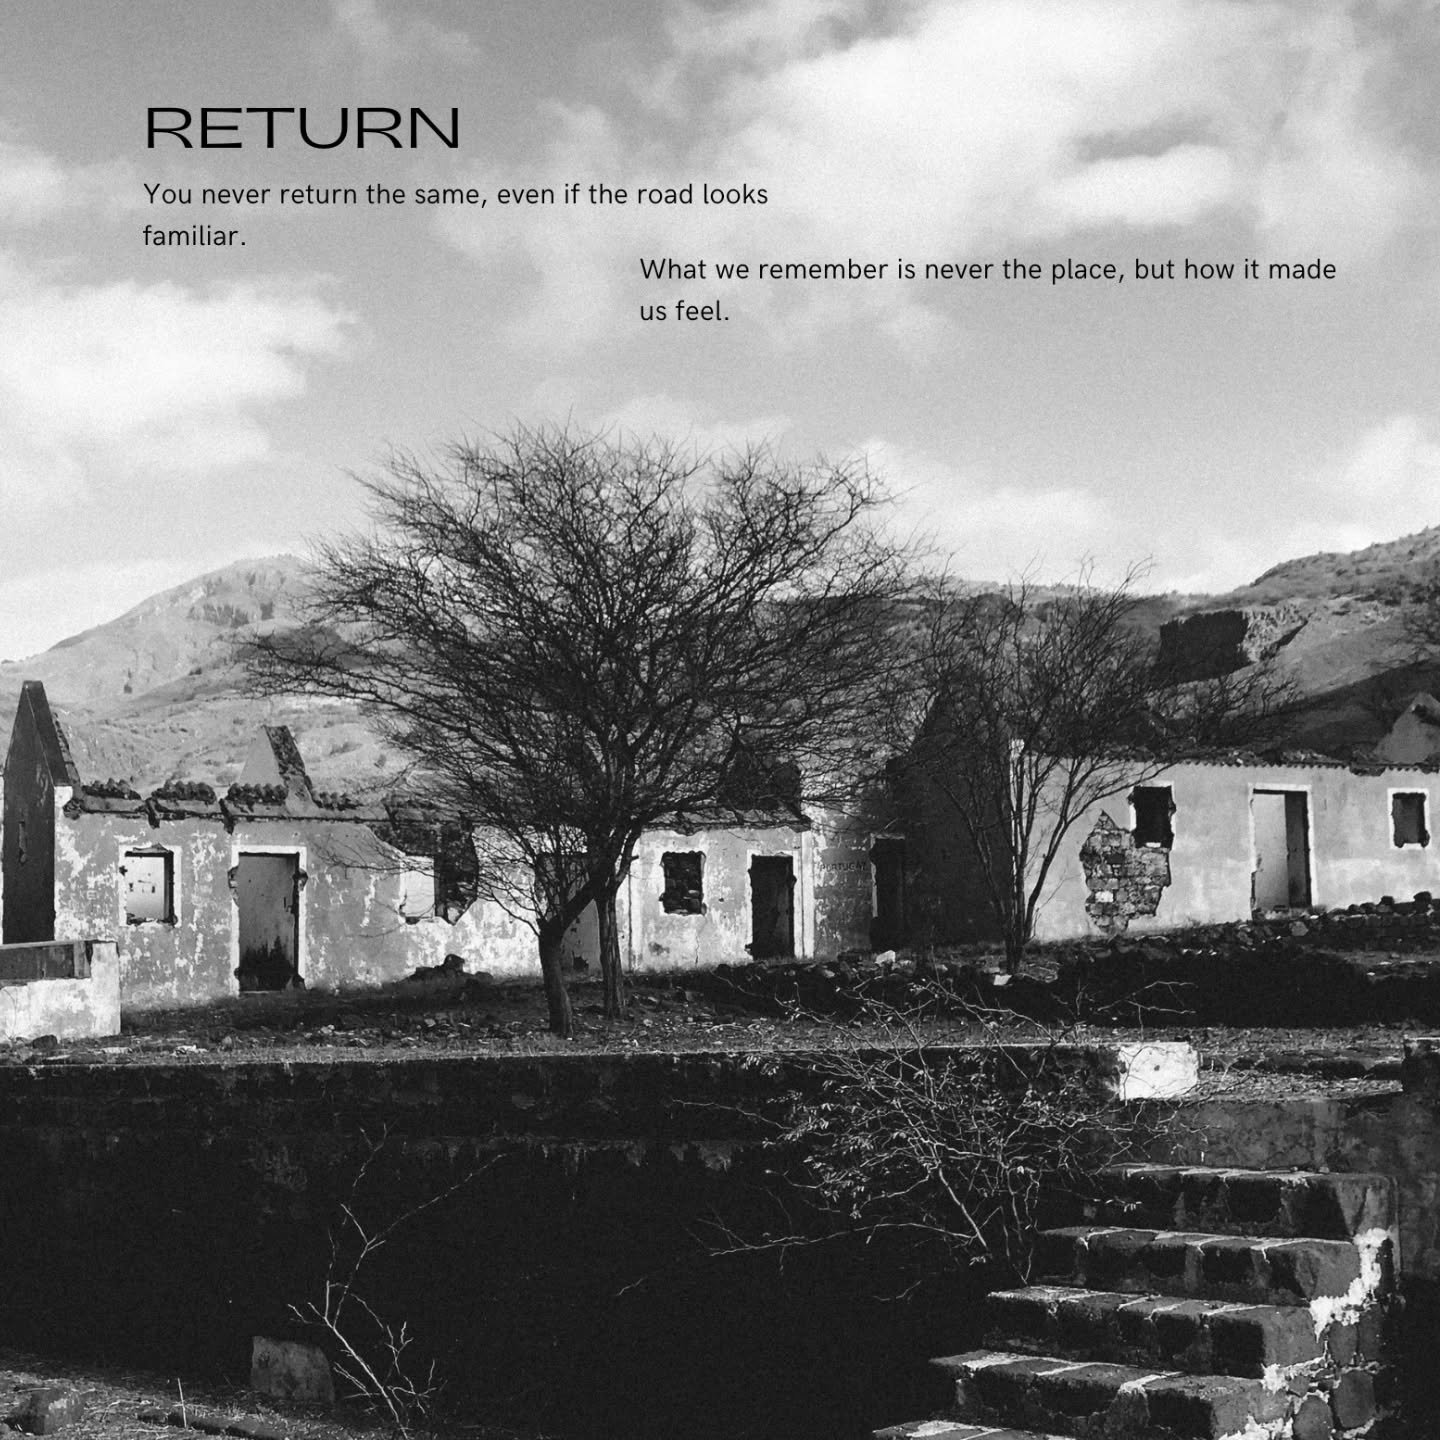 RETURN
You never return the same, even if the road looks
familiar.
What we remember is never the place, but how it made
us feel.
PORTUGAL